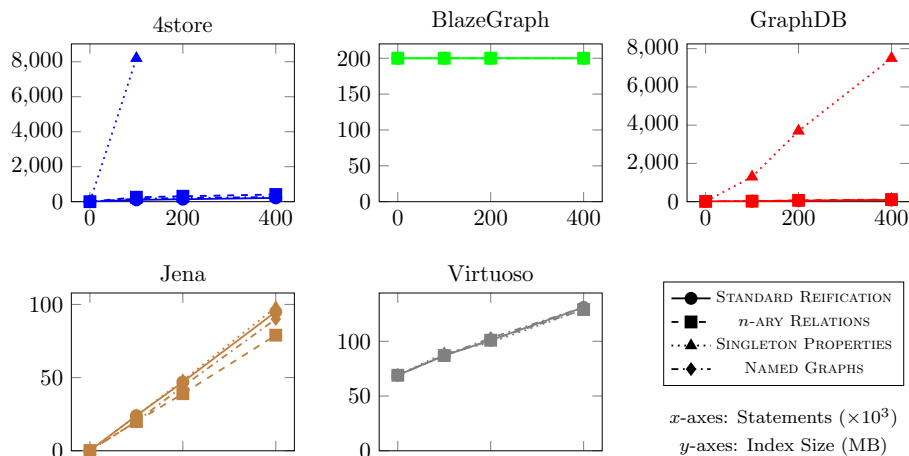 4store
BlazeGraph
GraphDB
8,000
6,000
4,000
2,000
0
0 200 400
200
150
100
50
0
0 200 400
8,000
6,000
4,000
2,000
0
0 200 400
Jena
Virtuoso
100
50
0
100
50
0
STANDARD REIFICATION
n-ARY RELATIONS
SINGLETON PROPERTIES
NAMED GRAPHS
x-axes: Statements (×10³)
y-axes: Index Size (MB)